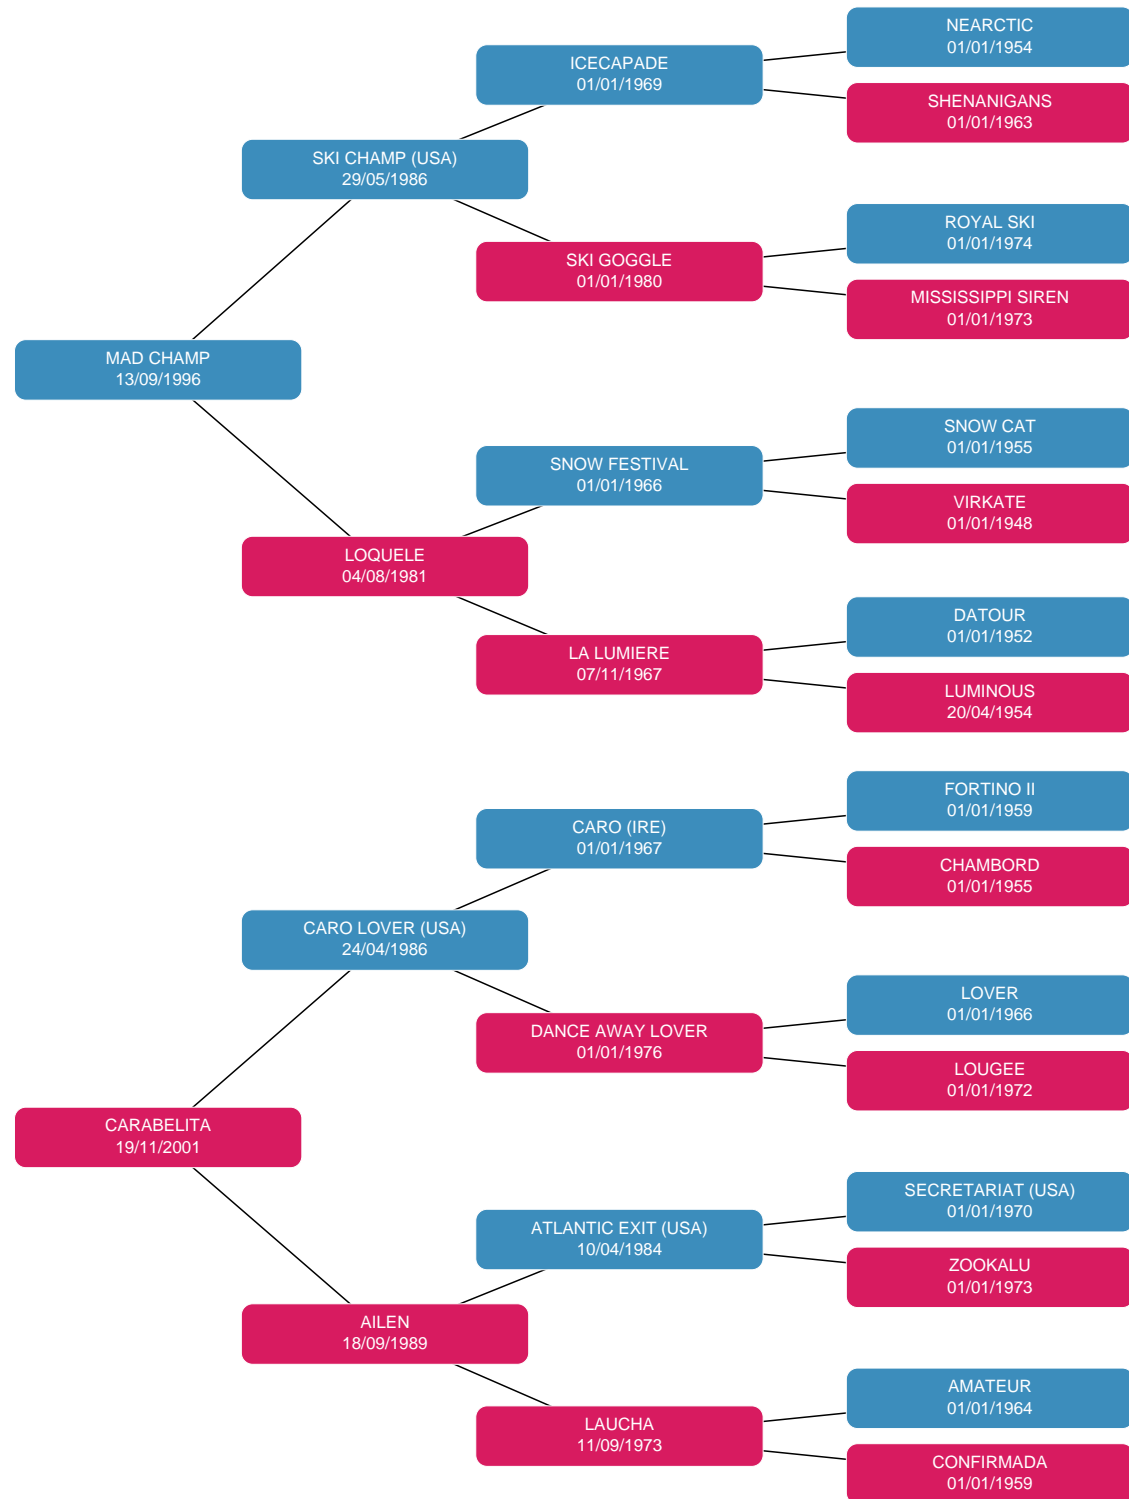 NEARCTIC
01/01/1954
ICECAPADE
01/01/1969
SHENANIGANS
01/01/1963
SKI CHAMP (USA)
29/05/1986
ROYAL SKI
01/01/1974
SKI GOGGLE
01/01/1980
MISSISSIPPI SIREN
01/01/1973
MAD CHAMP
13/09/1996
SNOW CAT
01/01/1955
SNOW FESTIVAL
01/01/1966
VIRKATE
01/01/1948
LOQUELE
04/08/1981
DATOUR
01/01/1952
LA LUMIERE
07/11/1967
LUMINOUS
20/04/1954
FORTINO II
01/01/1959
CARO (IRE)
01/01/1967
CHAMBORD
01/01/1955
CARO LOVER (USA)
24/04/1986
LOVER
01/01/1966
DANCE AWAY LOVER
01/01/1976
LOUGEE
01/01/1972
CARABELITA
19/11/2001
SECRETARIAT (USA)
01/01/1970
ATLANTIC EXIT (USA)
10/04/1984
ZOOKALU
01/01/1973
AILEN
18/09/1989
AMATEUR
01/01/1964
LAUCHA
11/09/1973
CONFIRMADA
01/01/1959